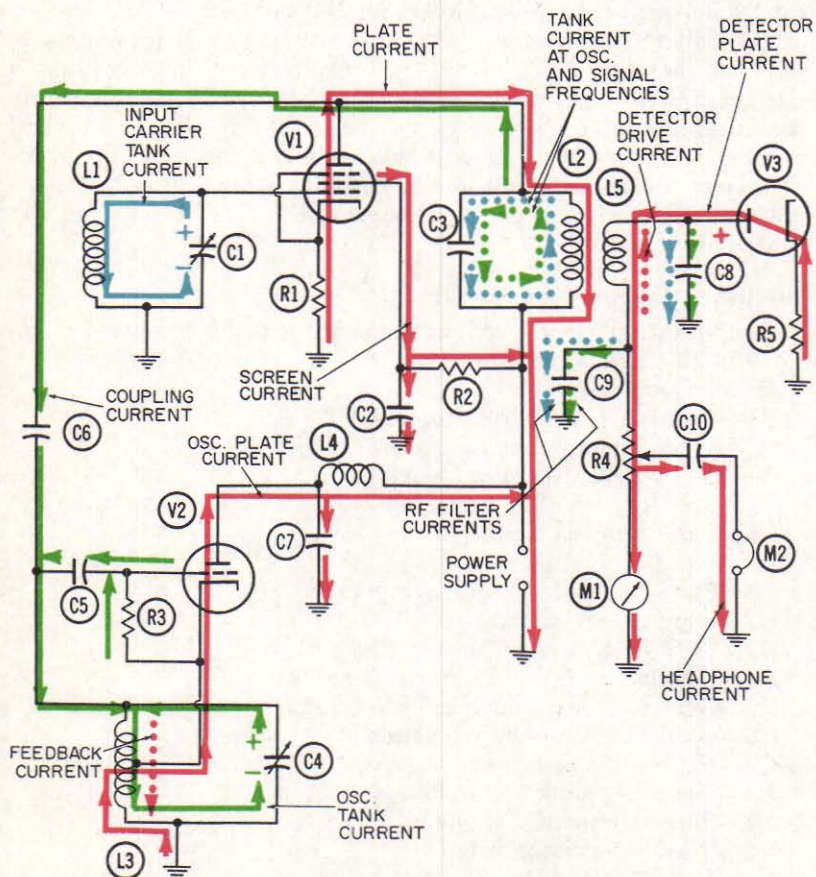 PLATE
CURRENT
TANK
CURRENT
AT OSC.
AND SIGNAL
FREQUENCIES
DETECTOR
PLATE
CURRENT
INPUT
CARRIER
TANK
CURRENT
V1
L2
DETECTOR
DRIVE
CURRENT
V3
L1
L5
C1
C3
+
−
+
C8
R1
R5
COUPLING
CURRENT
SCREEN
CURRENT
R2
C9
C6
C2
C10
OSC. PLATE
CURRENT
L4
R4
V2
RF FILTER
CURRENTS
C7
POWER
SUPPLY
M2
C5
R3
M1
HEADPHONE
CURRENT
FEEDBACK
CURRENT
+
−
C4
OSC.
TANK
CURRENT
L3